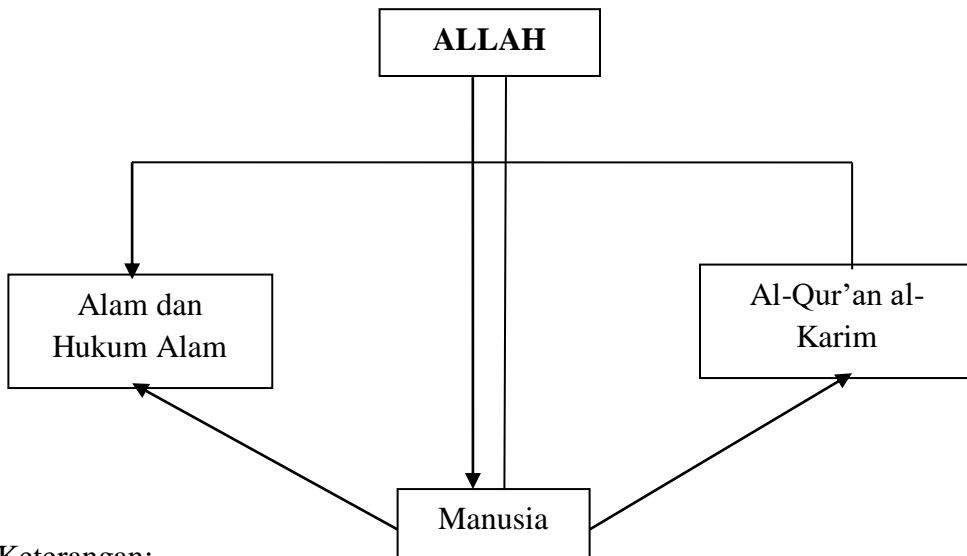 ALLAH
Alam dan
Hukum Alam
Al-Qur’an al-
Karim
Manusia
Keterangan: